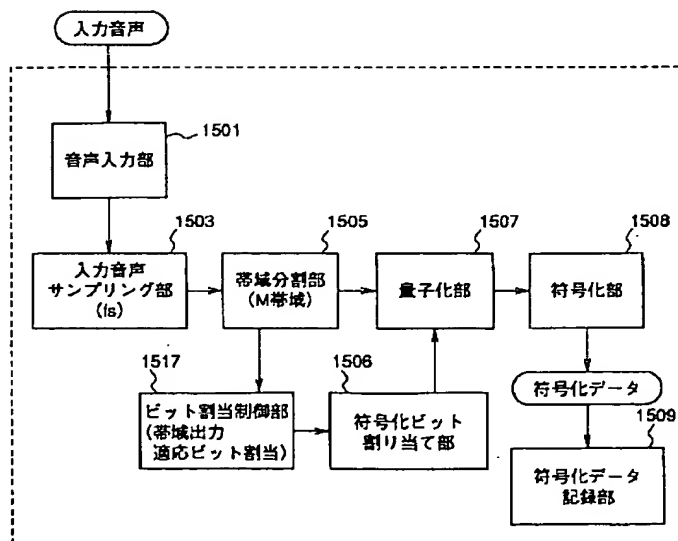 入力音声
1501
音声入力部
1503
入力音声
サンプリング部
(fs)
1505
帯域分割部
(M帯域)
1507
量子化部
1508
符号化部
1517
ビット割当制御部
(帯域出力
適応ビット割当)
1506
符号化ビット
割り当て部
符号化データ
1509
符号化データ
記録部